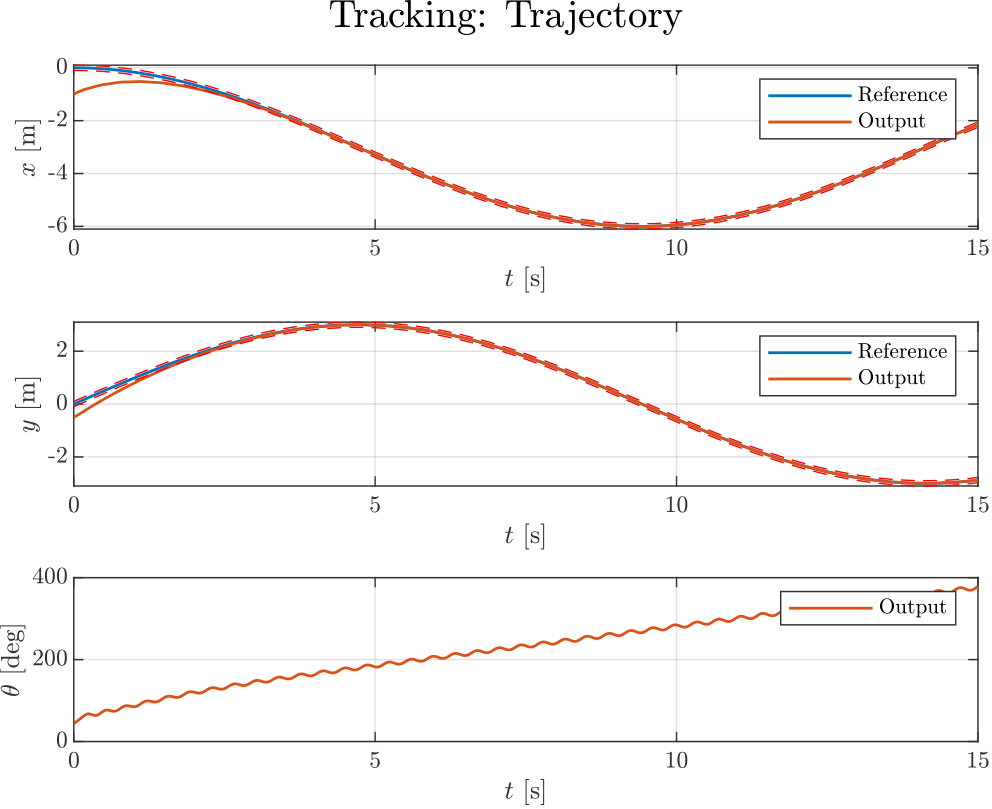 Tracking: Trajectory
0
-2
-4
-6
x [m]
Reference
Output
0 5 10 15
t [s]
2
0
-2
y [m]
Reference
Output
0 5 10 15
t [s]
400
200
0
θ [deg]
Output
0 5 10 15
t [s]